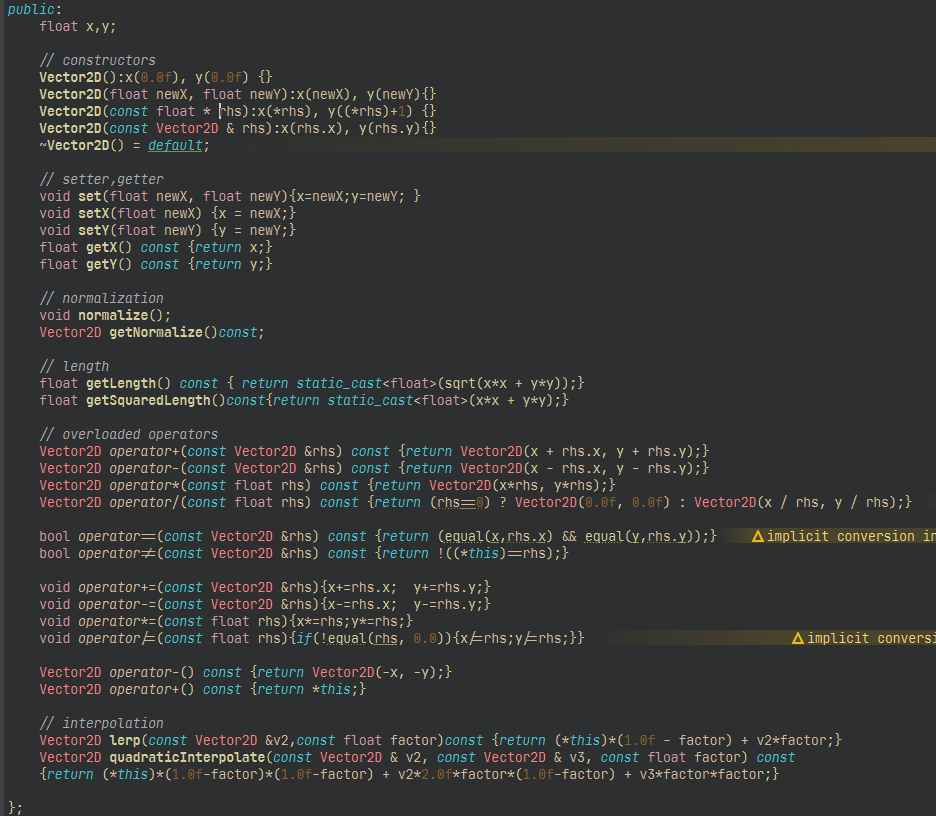 public:
    float x,y;

    // constructors
    Vector2D():x(0.0f), y(0.0f) {}
    Vector2D(float newX, float newY):x(newX), y(newY){}
    Vector2D(const float * rhs):x(*rhs), y((*rhs)+1) {}
    Vector2D(const Vector2D & rhs):x(rhs.x), y(rhs.y){}
    ~Vector2D() = default;

    // setter,getter
    void set(float newX, float newY){x=newX;y=newY; }
    void setX(float newX) {x = newX;}
    void setY(float newY) {y = newY;}
    float getX() const {return x;}
    float getY() const {return y;}

    // normalization
    void normalize();
    Vector2D getNormalize()const;

    // length
    float getLength() const { return static_cast<float>(sqrt(x*x + y*y));}
    float getSquaredLength()const{return static_cast<float>(x*x + y*y);}

    // overloaded operators
    Vector2D operator+(const Vector2D &rhs) const {return Vector2D(x + rhs.x, y + rhs.y);}
    Vector2D operator-(const Vector2D &rhs) const {return Vector2D(x - rhs.x, y - rhs.y);}
    Vector2D operator*(const float rhs) const {return Vector2D(x*rhs, y*rhs);}
    Vector2D operator/(const float rhs) const {return (rhs==0) ? Vector2D(0.0f, 0.0f) : Vector2D(x / rhs, y / rhs);}

    bool operator==(const Vector2D &rhs) const {return (equal(x,rhs.x) && equal(y,rhs.y));} ⚠ implicit conversion in
    bool operator!=(const Vector2D &rhs) const {return !((*this)==rhs);}

    void operator+=(const Vector2D &rhs){x+=rhs.x;  y+=rhs.y;}
    void operator-=(const Vector2D &rhs){x-=rhs.x;  y-=rhs.y;}
    void operator*=(const float rhs){x*=rhs;y*=rhs;}
    void operator/=(const float rhs){if(!equal(rhs, 0.0)){x/=rhs;y/=rhs;}} ⚠ implicit conversi

    Vector2D operator-() const {return Vector2D(-x, -y);}
    Vector2D operator+() const {return *this;}

    // interpolation
    Vector2D lerp(const Vector2D &v2,const float factor)const {return (*this)*(1.0f - factor) + v2*factor;}
    Vector2D quadraticInterpolate(const Vector2D & v2, const Vector2D & v3, const float factor) const
    {return (*this)*(1.0f-factor)*(1.0f-factor) + v2*2.0f*factor*(1.0f-factor) + v3*factor*factor;}

};